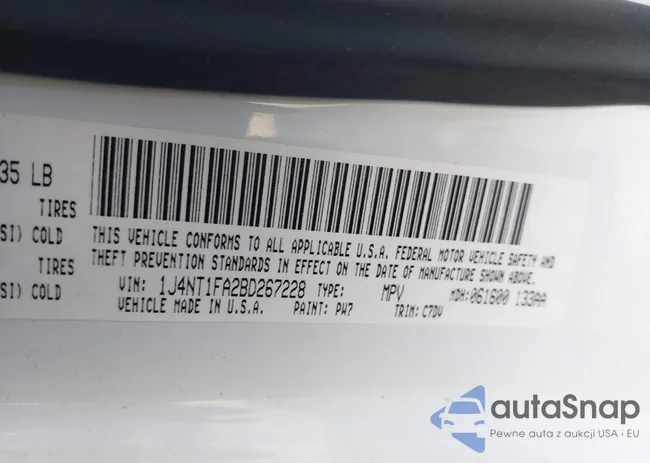 35 LB
TIRES
SI) COLD
TIRES
SI) COLD
THIS VEHICLE CONFORMS TO ALL APPLICABLE U.S.A. FEDERAL MOTOR VEHICLE SAFETY AND
THEFT PREVENTION STANDARDS IN EFFECT ON THE DATE OF MANUFACTURE SHOWN ABOVE.
VIN: 1J4NT1FA2BD267228 TYPE: MPV MDH:061600 133AA
VEHICLE MADE IN U.S.A. PAINT: PW7 TRIM: C7DV
autoSnap
Pewne auta z aukcji USA i EU